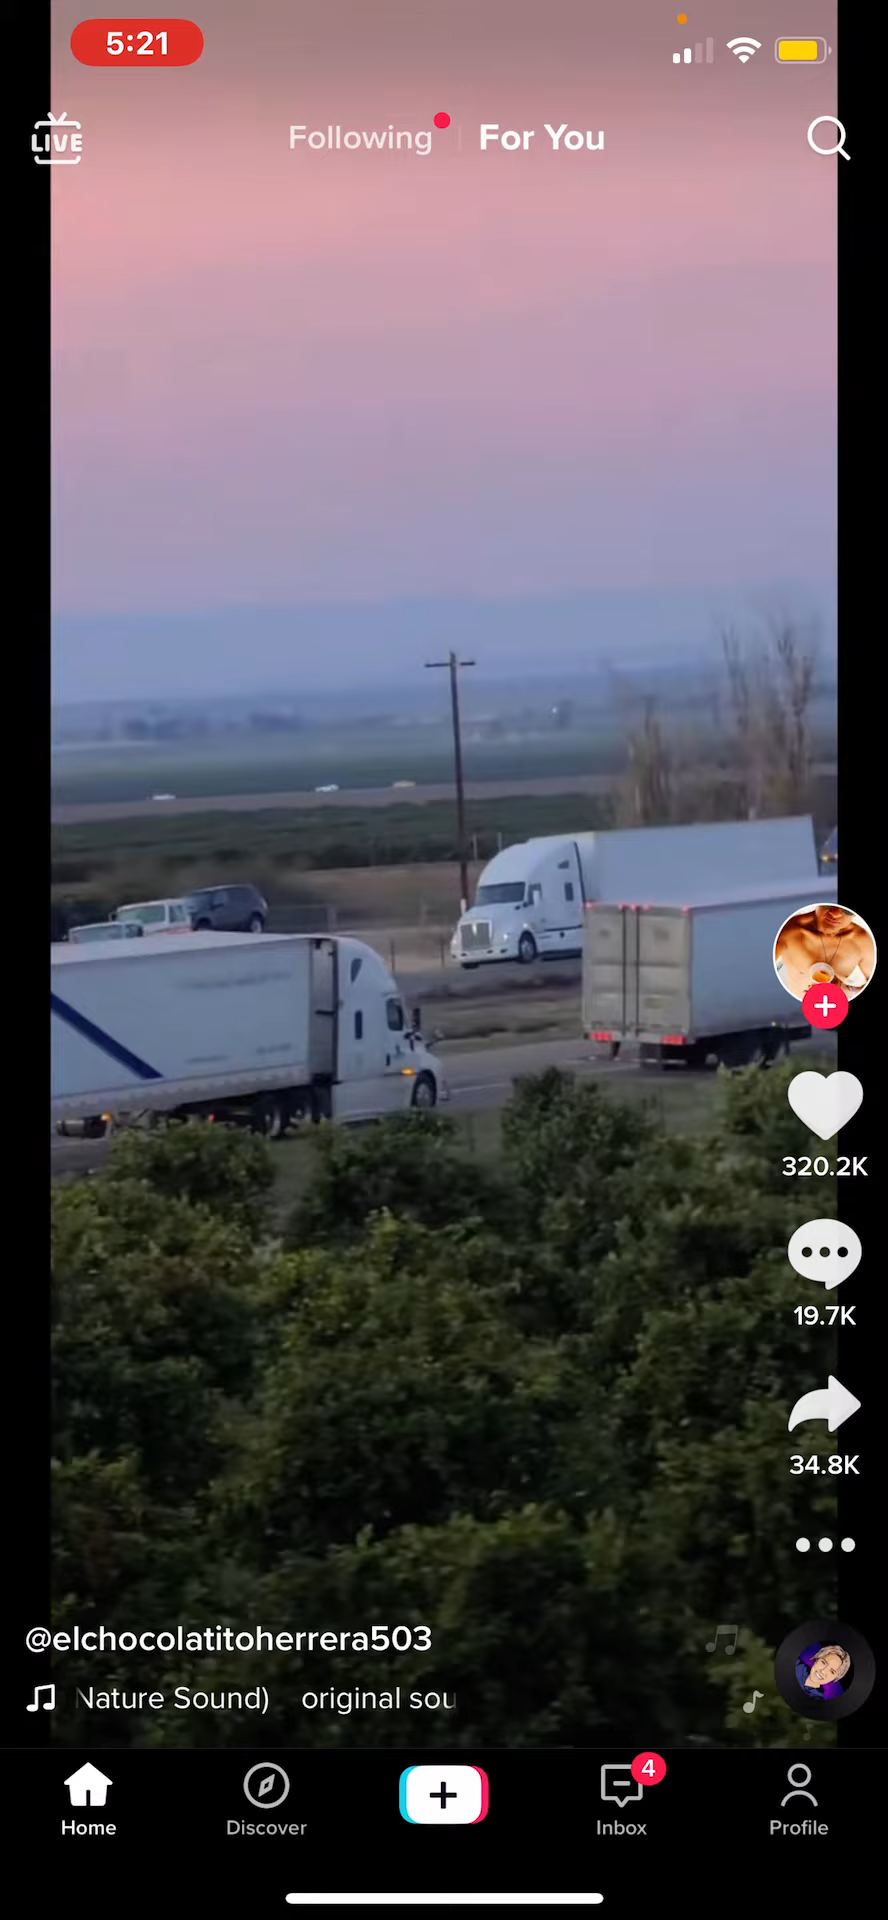 5:21
LIVE
Following
For You
320.2K
19.7K
34.8K
@elchocolatitoherrera503
Nature Sound) original sou
4
Home
Discover
Inbox
Profile